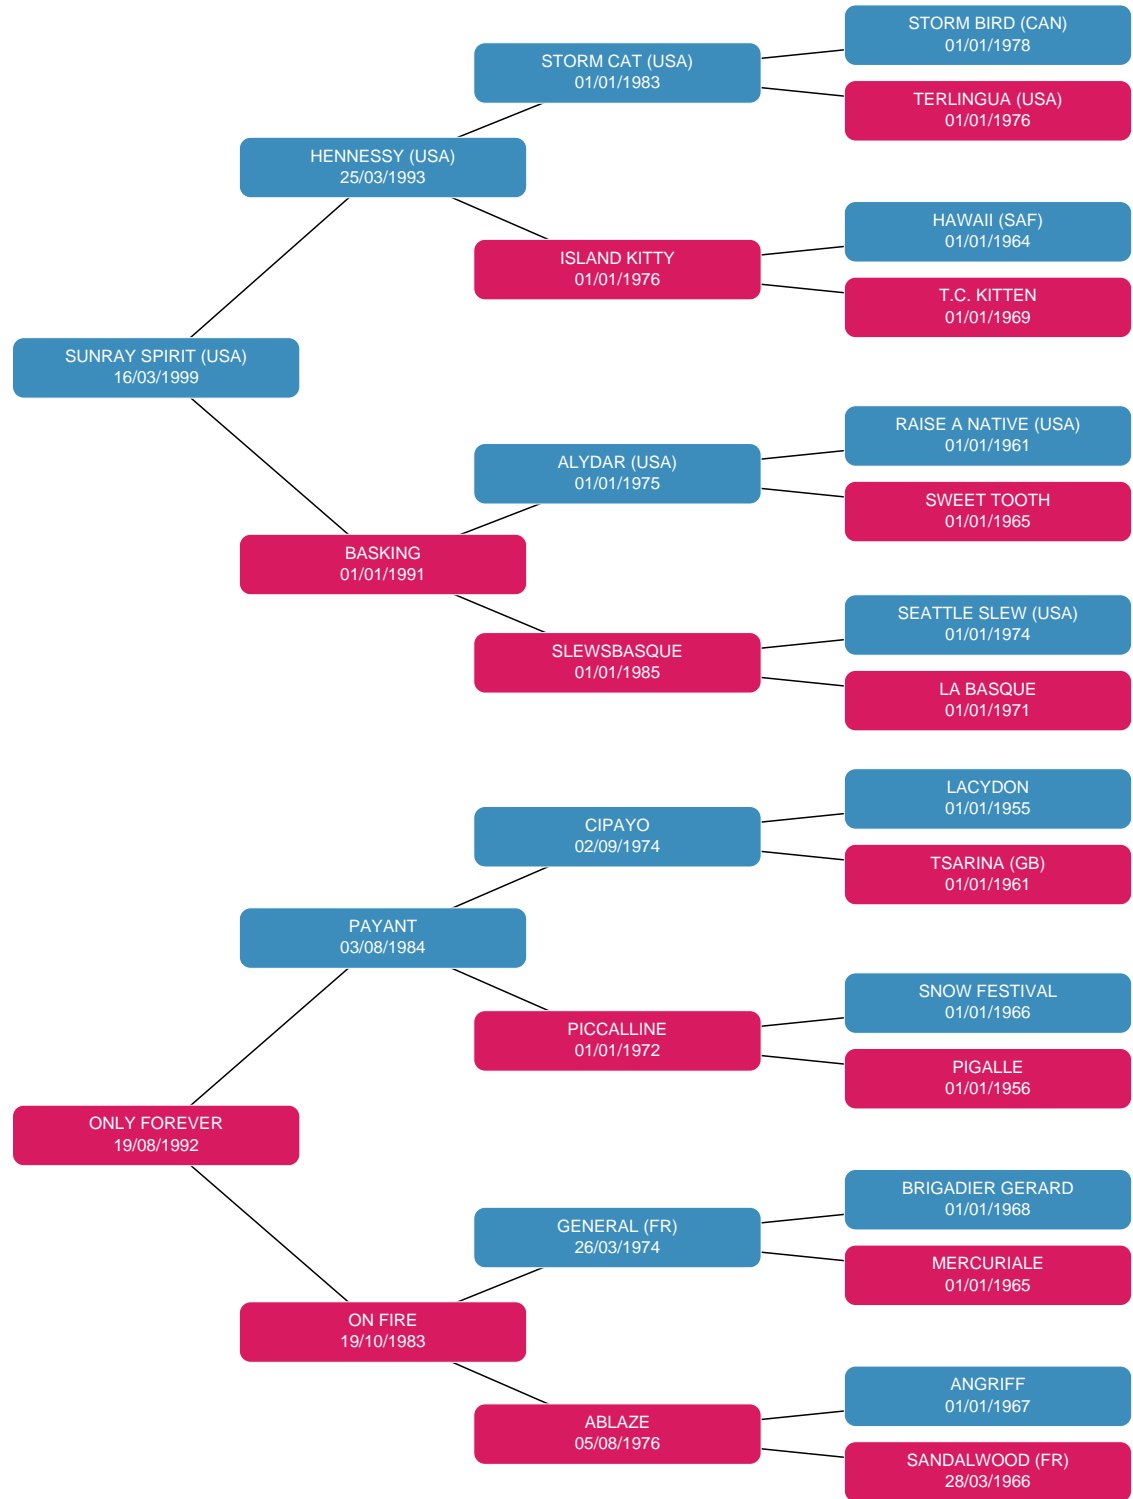 STORM BIRD (CAN)
01/01/1978
STORM CAT (USA)
01/01/1983
TERLINGUA (USA)
01/01/1976
HENNESSY (USA)
25/03/1993
HAWAII (SAF)
01/01/1964
ISLAND KITTY
01/01/1976
T.C. KITTEN
01/01/1969
SUNRAY SPIRIT (USA)
16/03/1999
RAISE A NATIVE (USA)
01/01/1961
ALYDAR (USA)
01/01/1975
SWEET TOOTH
01/01/1965
BASKING
01/01/1991
SEATTLE SLEW (USA)
01/01/1974
SLEWSBASQUE
01/01/1985
LA BASQUE
01/01/1971
LACYDON
01/01/1955
CIPAYO
02/09/1974
TSARINA (GB)
01/01/1961
PAYANT
03/08/1984
SNOW FESTIVAL
01/01/1966
PICCALLINE
01/01/1972
PIGALLE
01/01/1956
ONLY FOREVER
19/08/1992
BRIGADIER GERARD
01/01/1968
GENERAL (FR)
26/03/1974
MERCURIALE
01/01/1965
ON FIRE
19/10/1983
ANGRIFF
01/01/1967
ABLAZE
05/08/1976
SANDALWOOD (FR)
28/03/1966